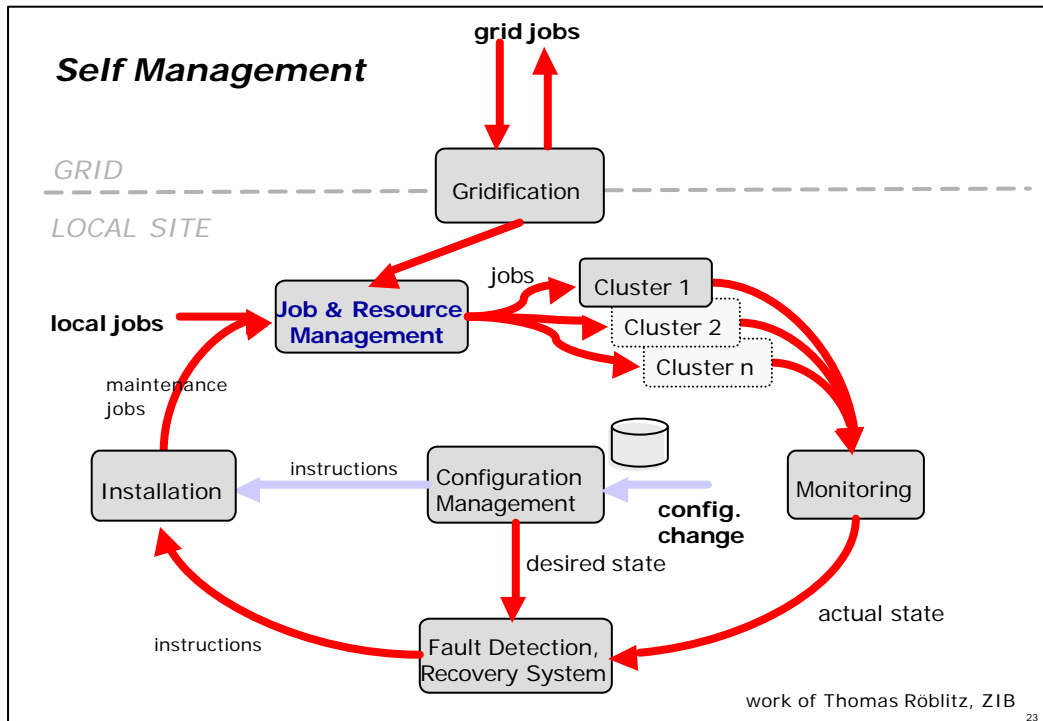 grid jobs
Self Management
GRID
Gridification
LOCAL SITE
jobs
Cluster 1
Job & Resource
Management
local jobs
Cluster 2
Cluster n
maintenance
jobs
instructions
Configuration
Management
Installation
Monitoring
config.
change
desired state
actual state
instructions
Fault Detection,
Recovery System
work of Thomas Röblitz, ZIB
23